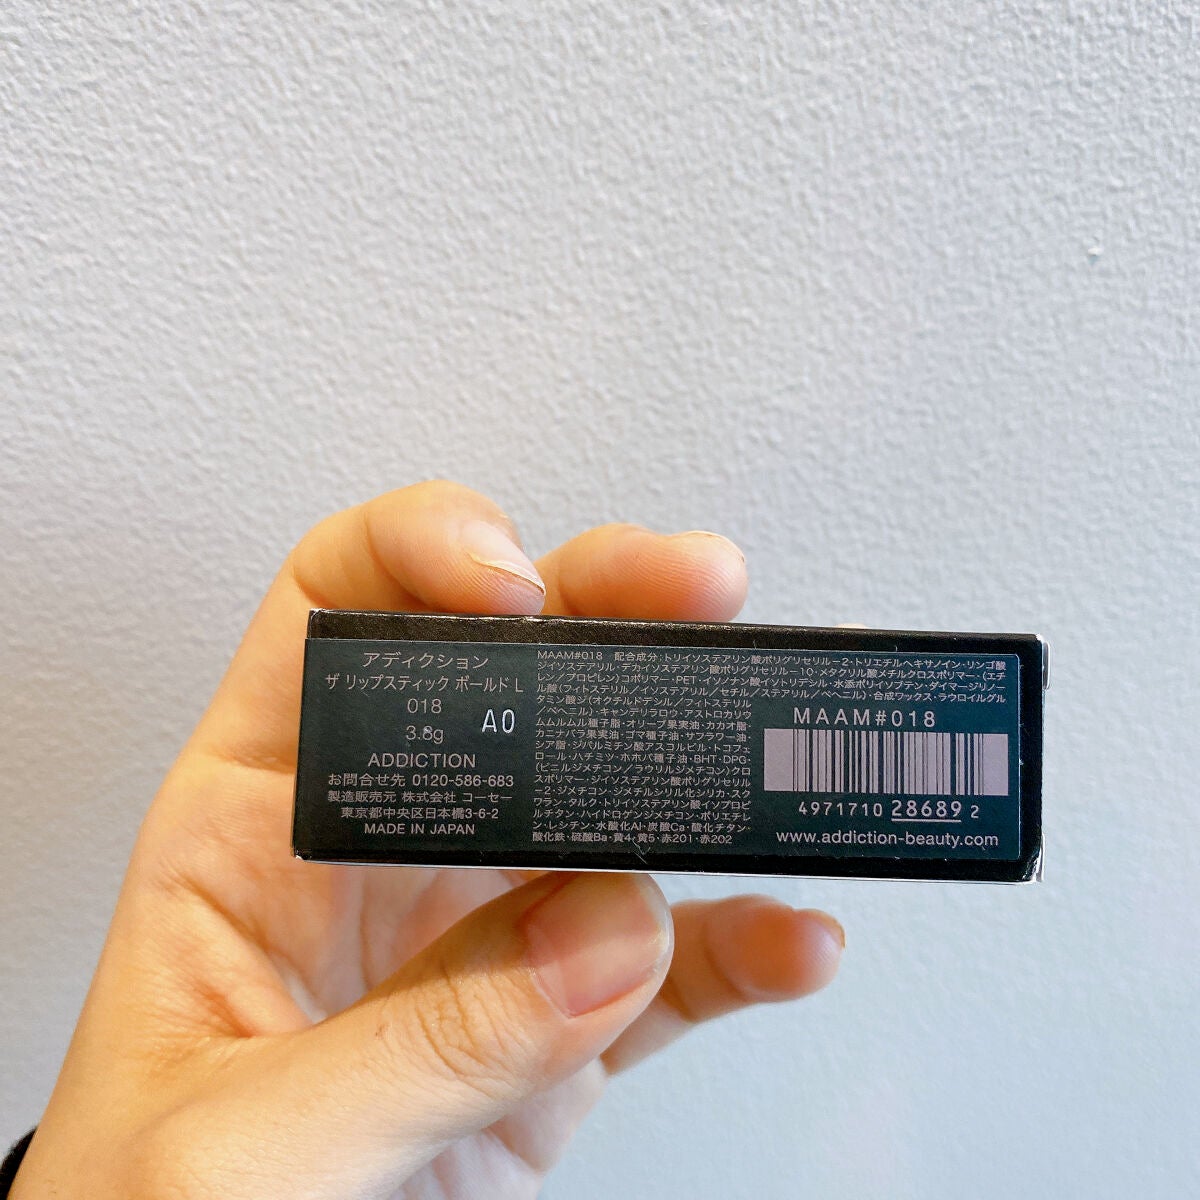 アディクション
ザ リップスティック ボールド L
018
3.8g
A0
ADDICTION
お問合せ先 0120-586-683
製造販売元 株式会社 コーセー
東京都中央区日本橋3-6-2
MADE IN JAPAN
MAAM#018 配合成分:トリイソステアリン酸ポリグリセリル-2・トリエチルヘキサノイン・リンゴ酸
ジイソステアリル・デカイソステアリン酸ポリグリセリル-10・メタクリル酸メチルクロスポリマー・(エチ
レン/プロピレン)コポリマー・PET・イソノナン酸イソトリデシル・水添ポリイソブテン・ダイマージリノー
ル酸(フィトステリル/イソステアリル/セチル/ステアリル/ベヘニル)・合成ワックス・ラウロイルグル
タミン酸ジ(オクチルドデシル/フィトステリル
/ベヘニル)・キャンデリラロウ・アストロカリウ
ムムルムル種子脂・オリーブ果実油・カカオ脂・
カニナバラ果実油・ゴマ種子油・サフラワー油・
シア脂・ジパルミチン酸アスコルビル・トコフェ
ロール・ハチミツ・ホホバ種子油・BHT・DPG・
(ビニルジメチコン/ラウリルジメチコン)クロ
スポリマー・ジイソステアリン酸ポリグリセリル
-2・ジメチコン・ジメチルシリル化シリカ・スク
ワラン・タルク・トリイソステアリン酸イソプロピ
ルチタン・ハイドロゲンジメチコン・ポリエチレ
ン・レシチン・水酸化Al・炭酸Ca・酸化チタン・
酸化鉄・硫酸Ba・黄4・黄5・赤201・赤202
MAAM#018
4971710 28689 2
www.addiction-beauty.com